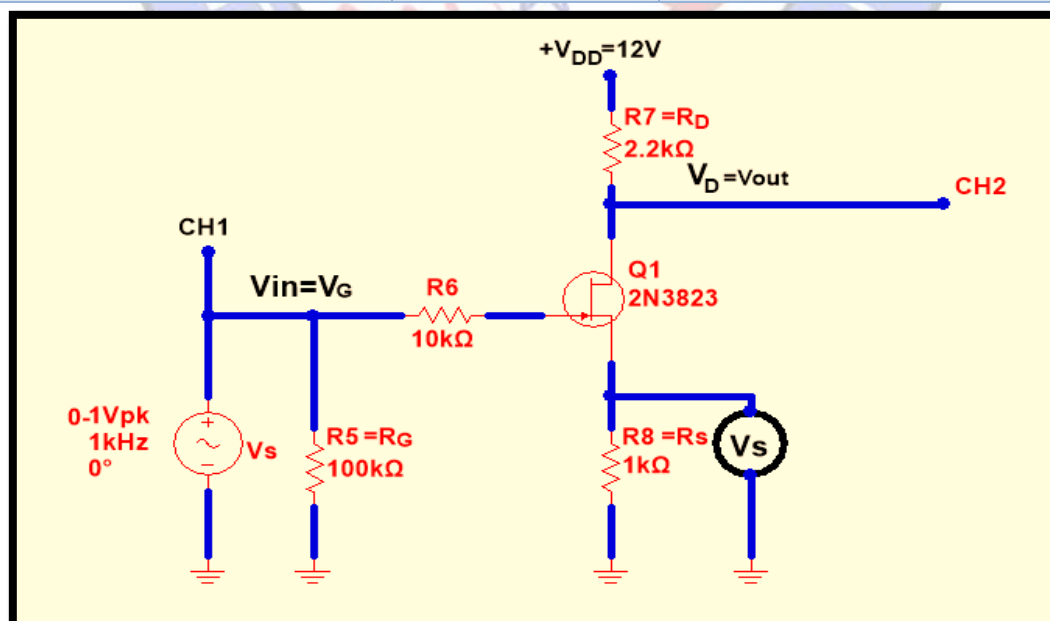 +VDD=12V
R7=RD
2.2kΩ
VD=Vout
CH2
CH1
Vin=VG
R6
10kΩ
Q1
2N3823
0-1Vpk
1kHz
0°
+
Vs
R5=RG
100kΩ
R8=Rs
1kΩ
Vs